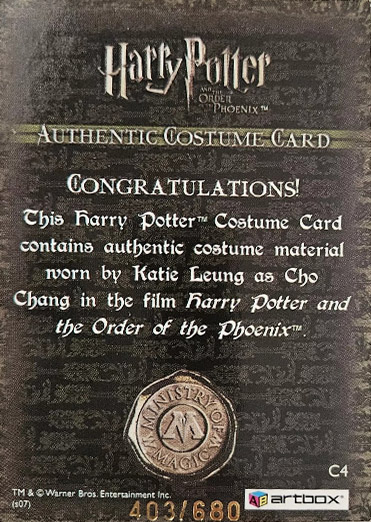 Harry Potter
AND THE
ORDER
OF THE
PHOENIX™
AUTHENTIC COSTUME CARD
CONGRATULATIONS!
This Harry Potter™ Costume Card
contains authentic costume material
worn by Katie Leung as Cho
Chang in the film Harry Potter and
the Order of the Phoenix™.
MINISTRY OF
M
MAGIC
C4
TM & © Warner Bros. Entertainment Inc.
(s07)
403/680
AB artbox®